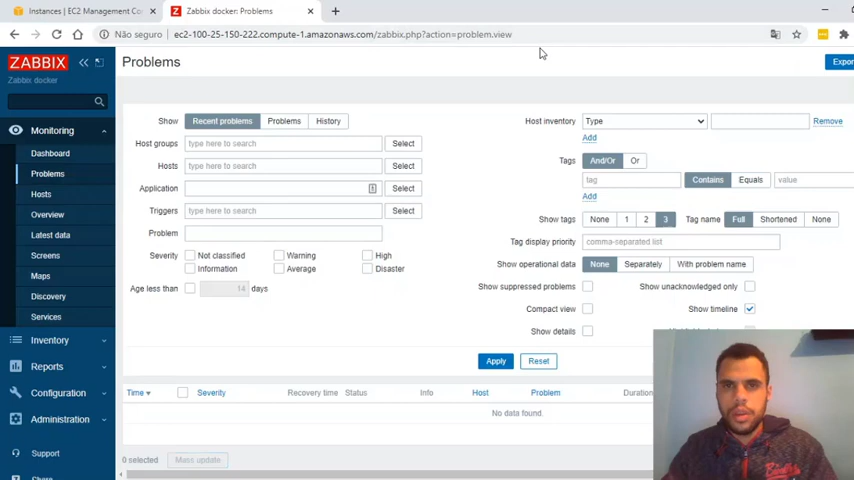 Instances | EC2 Management Co
Zabbix docker: Problems
Não seguro
ec2-100-25-150-222.compute-1.amazonaws.com/zabbix.php?action=problem.view
ZABBIX
Zabbix docker
Problems
Export
Monitoring
Dashboard
Problems
Hosts
Overview
Latest data
Screens
Maps
Discovery
Services
Inventory
Reports
Configuration
Administration
Support
Share
Show Recent problems Problems History
Host groups type here to search Select
Hosts type here to search Select
Application Select
Triggers type here to search Select
Problem
Severity Not classified Warning High
Information Average Disaster
Age less than 14 days
Host inventory Type Remove
Add
Tags And/Or Or
tag Contains Equals value
Add
Show tags None 1 2 3 Tag name Full Shortened None
Tag display priority comma-separated list
Show operational data None Separately With problem name
Show suppressed problems Show unacknowledged only
Compact view Show timeline
Show details
Apply Reset
Time Severity Recovery time Status Info Host Problem Duration
No data found.
0 selected Mass update